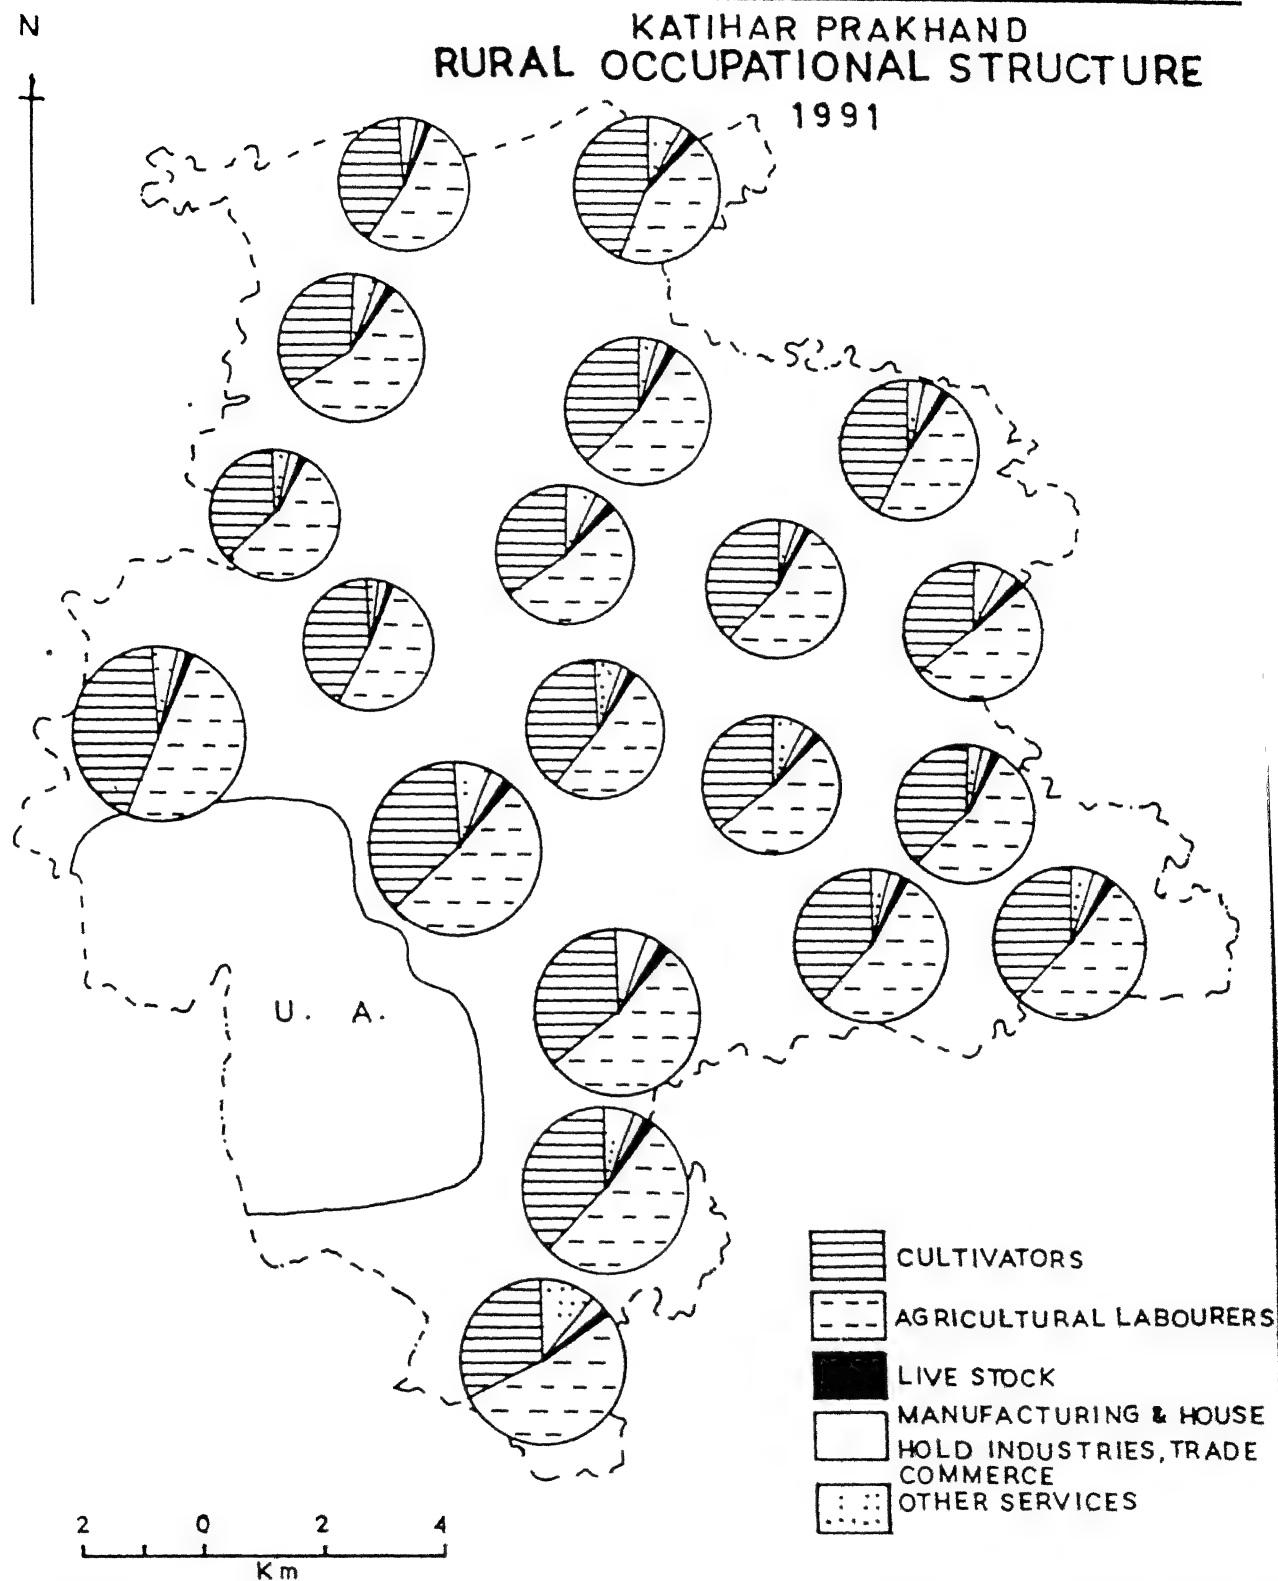 N
KATIHAR PRAKHAND
RURAL OCCUPATIONAL STRUCTURE
1991
U. A.
CULTIVATORS
AGRICULTURAL LABOURERS
LIVE STOCK
MANUFACTURING & HOUSE
HOLD INDUSTRIES, TRADE
COMMERCE
OTHER SERVICES
2 0 2 4
Km